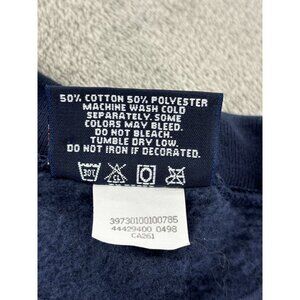 50% COTTON 50% POLYESTER
MACHINE WASH COLD
SEPARATELY. SOME
COLORS MAY BLEED.
DO NOT BLEACH.
TUMBLE DRY LOW.
DO NOT IRON IF DECORATED.
30
CL
39730100100785
44429400 0498
CA261